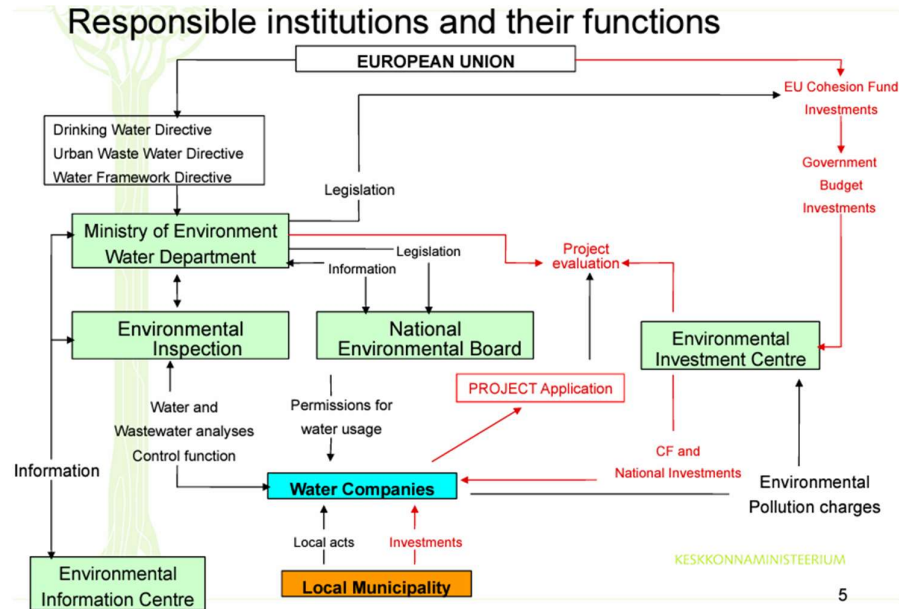 Responsible institutions and their functions
EUROPEAN UNION
EU Cohesion Fund
Investments
Drinking Water Directive
Urban Waste Water Directive
Water Framework Directive
Government
Budget
Investments
Legislation
Ministry of Environment
Water Department
Legislation
Information
Project
evaluation
Environmental
Inspection
National
Environmental Board
Environmental
Investment Centre
PROJECT Application
Water and
Wastewater analyses
Control function
Permissions for
water usage
CF and
National Investments
Information
Water Companies
Environmental
Pollution charges
Local acts
Investments
KESKKONNAMINISTEERIUM
Environmental
Information Centre
Local Municipality
5